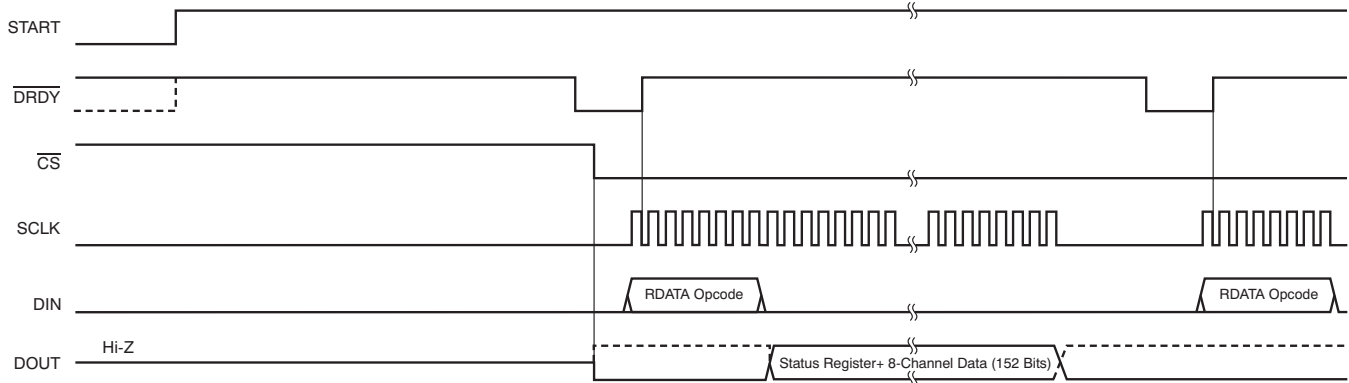 START
DRDY
CS
SCLK
DIN
RDATA Opcode
RDATA Opcode
Hi-Z
DOUT
Status Register+ 8-Channel Data (152 Bits)